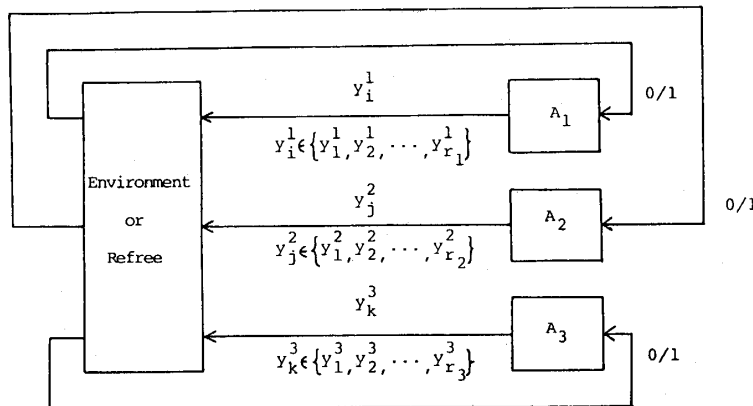 y_i^1
0/1
A_1
y_i^1 ϵ {y_1^1, y_2^1, ⋯, y_{r_1}^1}
Environment
or
Refree
y_j^2
0/1
A_2
y_j^2 ϵ {y_1^2, y_2^2, ⋯, y_{r_2}^2}
y_k^3
A_3
0/1
y_k^3 ϵ {y_1^3, y_2^3, ⋯, y_{r_3}^3}